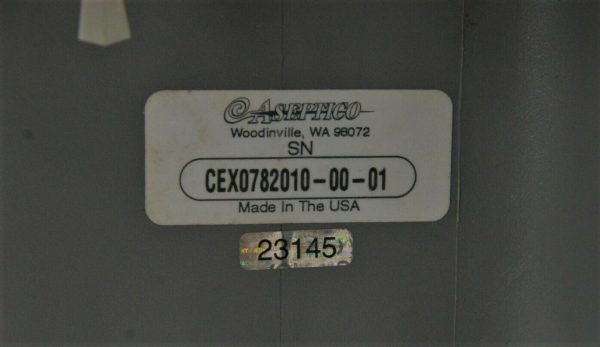 ASEPTICO
Woodinville, WA 98072
SN
CEX0782010-00-01
Made In The USA
23145